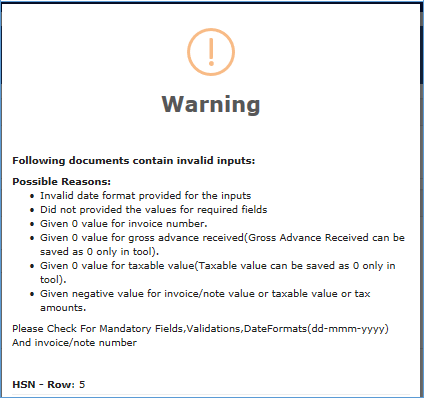 Warning
Following documents contain invalid inputs:
Possible Reasons:
• Invalid date format provided for the inputs
• Did not provided the values for required fields
• Given 0 value for invoice number.
• Given 0 value for gross advance received(Gross Advance Received can be
saved as 0 only in tool).
• Given 0 value for taxable value(Taxable value can be saved as 0 only in
tool).
• Given negative value for invoice/note value or taxable value or tax
amounts.
Please Check For Mandatory Fields,Validations,DateFormats(dd-mmm-yyyy)
And invoice/note number
HSN - Row: 5